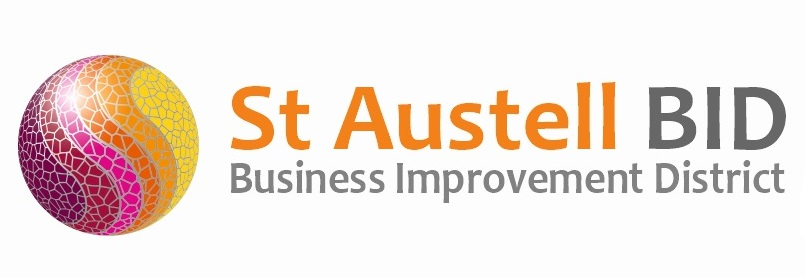 St Austell BID
Business Improvement District